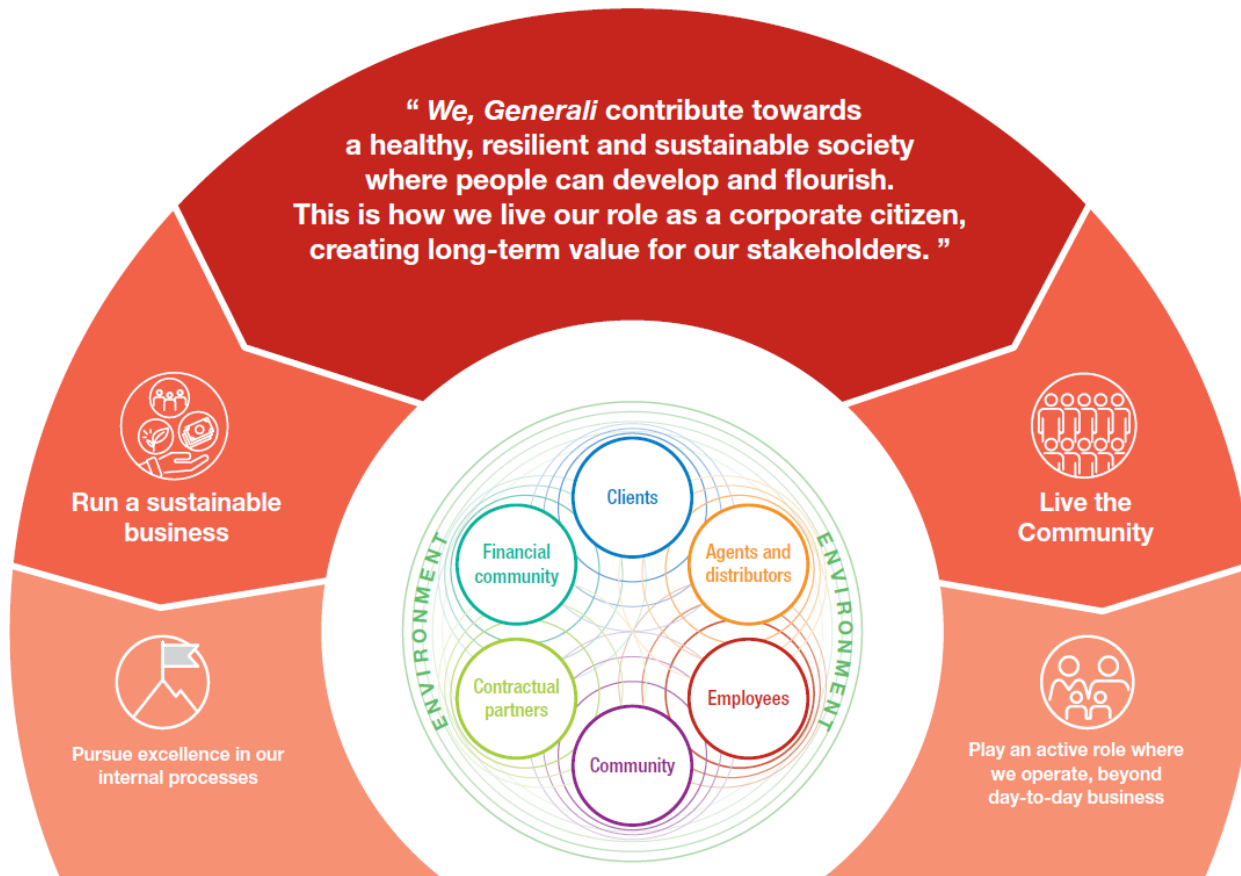 “ We, Generali contribute towards
a healthy, resilient and sustainable society
where people can develop and flourish.
This is how we live our role as a corporate citizen,
creating long-term value for our stakeholders. ”
Run a sustainable
business
Live the
Community
Clients
Financial
community
Agents and
distributors
ENVIRONMENT
ENVIRONMENT
Contractual
partners
Employees
Community
Pursue excellence in our
internal processes
Play an active role where
we operate, beyond
day-to-day business